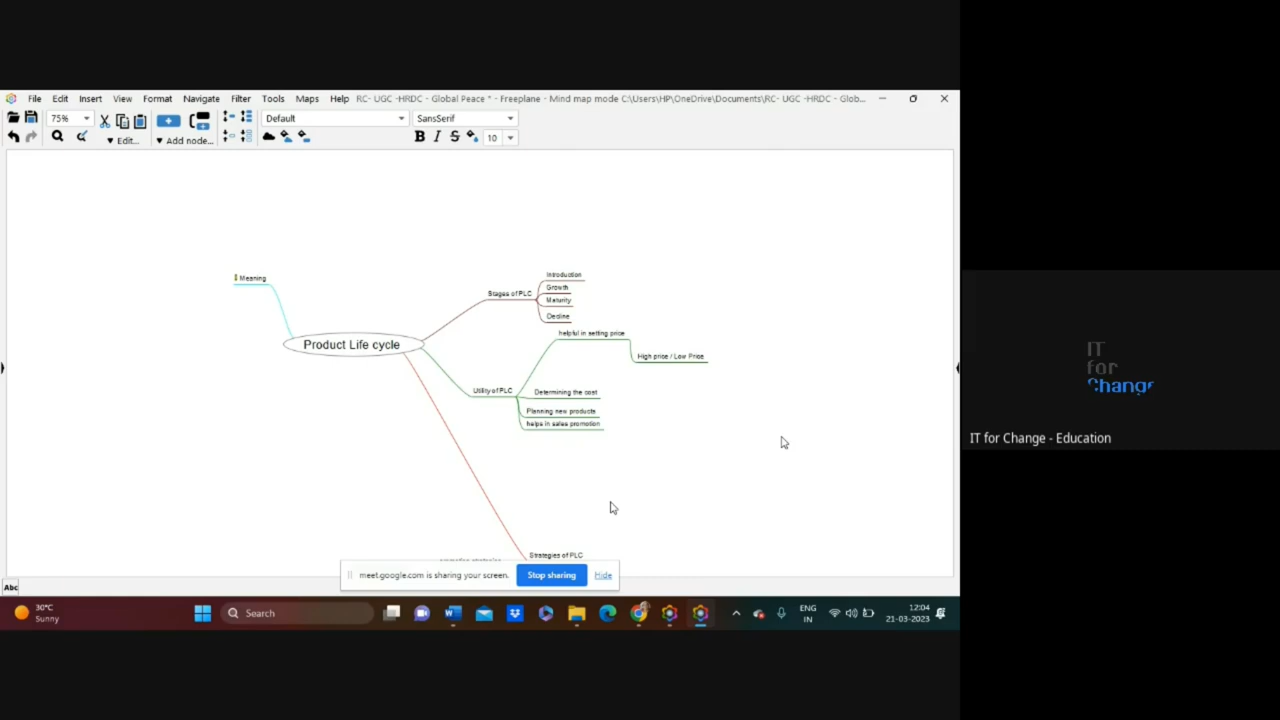 File Edit Insert View Format Navigate Filter Tools Maps Help RC- UGC -HRDC - Global Peace * - Freeplane - Mind map mode C:\Users\HP\OneDrive\Documents\RC- UGC -HRDC - Glob...
75% Default SansSerif
Edit... Add node... B I S 10
Meaning
Product Life cycle
Stages of PLC
Introduction
Growth
Maturity
Decline
Utility of PLC
helpful in setting price
High price / Low Price
Determining the cost
Planning new products
helps in sales promotion
Strategies of PLC
meet.google.com is sharing your screen. Stop sharing Hide
Abc
30°C
Sunny
Search
ENG
IN
12:04
21-03-2023
IT
for
Change
IT for Change - Education